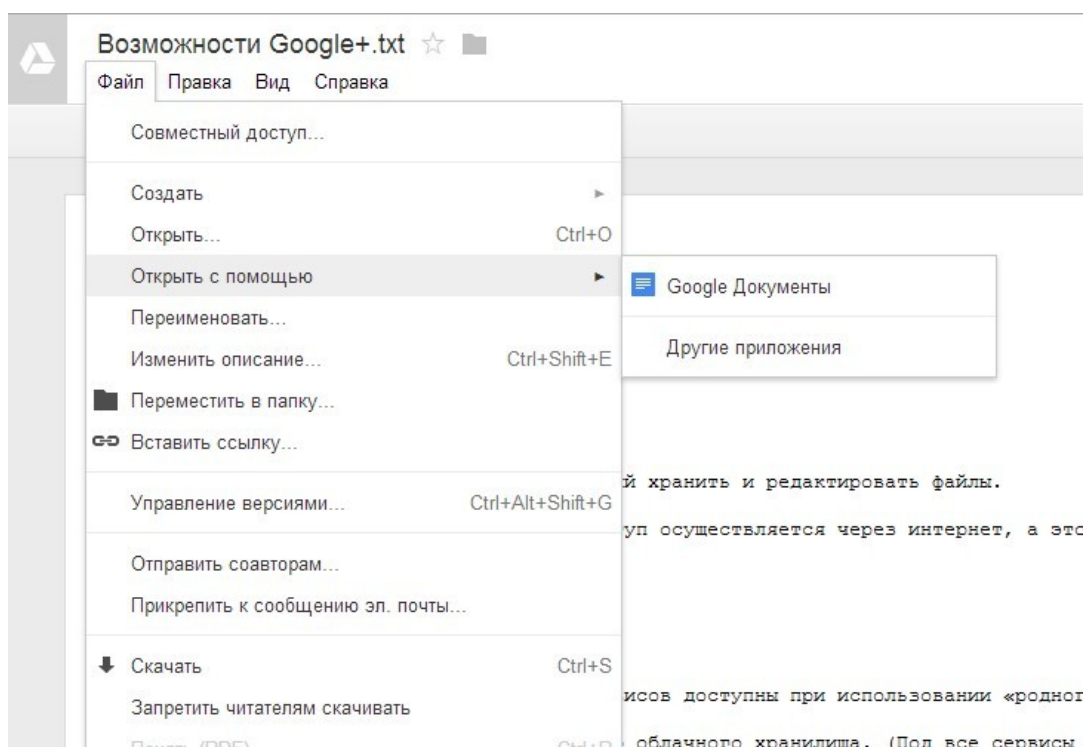 Возможности Google+.txt
Файл Правка Вид Справка
Совместный доступ...
Создать
Открыть... Ctrl+O
Открыть с помощью
Google Документы
Переименовать...
Другие приложения
Изменить описание... Ctrl+Shift+E
Переместить в папку...
Вставить ссылку...
й хранить и редактировать файлы.
Управление версиями... Ctrl+Alt+Shift+G
уп осуществляется через интернет, а это
Отправить соавторам...
Прикрепить к сообщению эл. почты...
Скачать Ctrl+S
исов доступны при использовании «родног
Запретить читателям скачивать
облачного хранилища. (Под все сервисы